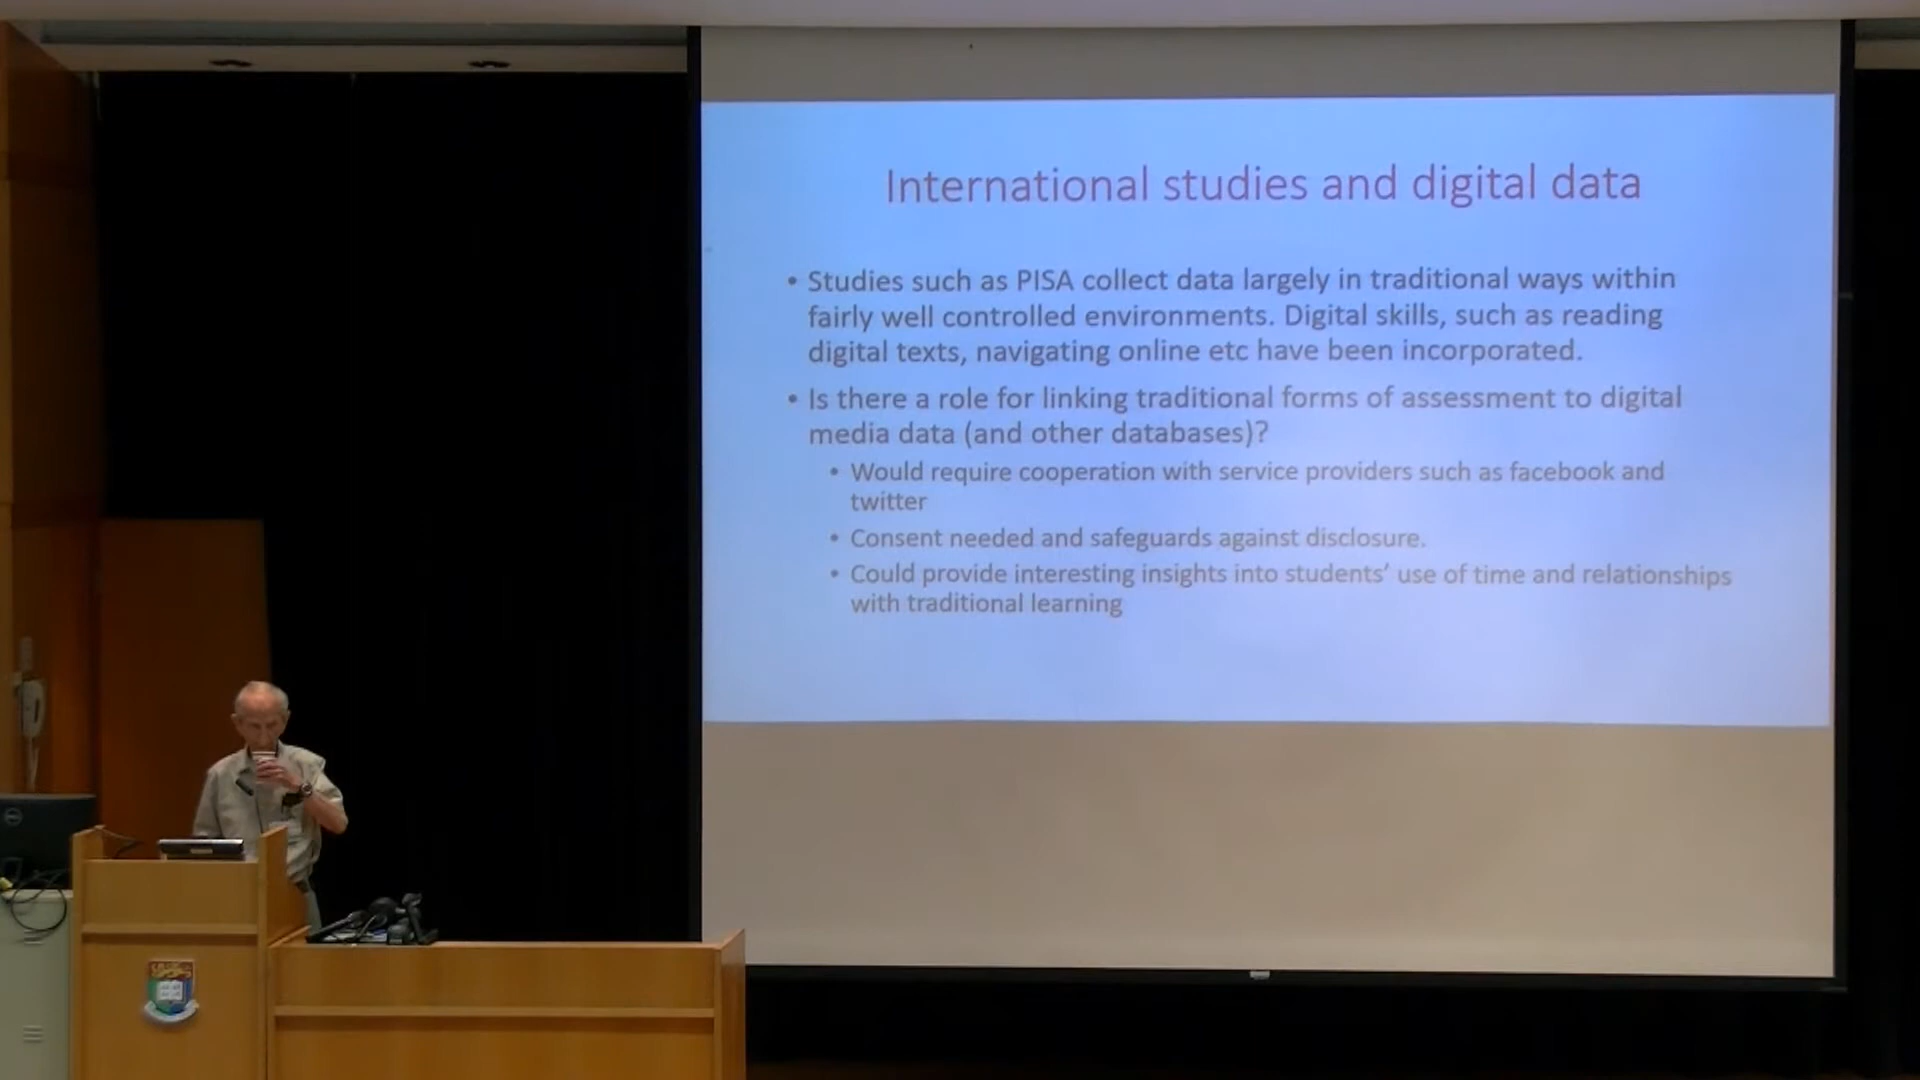 International studies and digital data
• Studies such as PISA collect data largely in traditional ways within
fairly well controlled environments. Digital skills, such as reading
digital texts, navigating online etc have been incorporated.
• Is there a role for linking traditional forms of assessment to digital
media data (and other databases)?
• Would require cooperation with service providers such as facebook and
twitter
• Consent needed and safeguards against disclosure.
• Could provide interesting insights into students’ use of time and relationships
with traditional learning